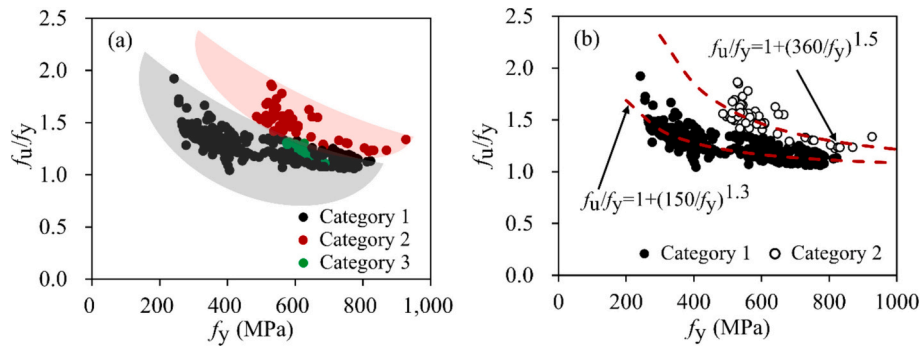 (a)
2.5
2.0
1.5
1.0
0.5
0.0
fu/fy
0 200 400 600 800 1,000
fy (MPa)
Category 1
Category 2
Category 3
(b)
2.5
2.0
1.5
1.0
0.5
0.0
fu/fy
fu/fy=1+(360/fy)1.5
fu/fy=1+(150/fy)1.3
Category 1 Category 2
0 200 400 600 800 1000
fy (MPa)